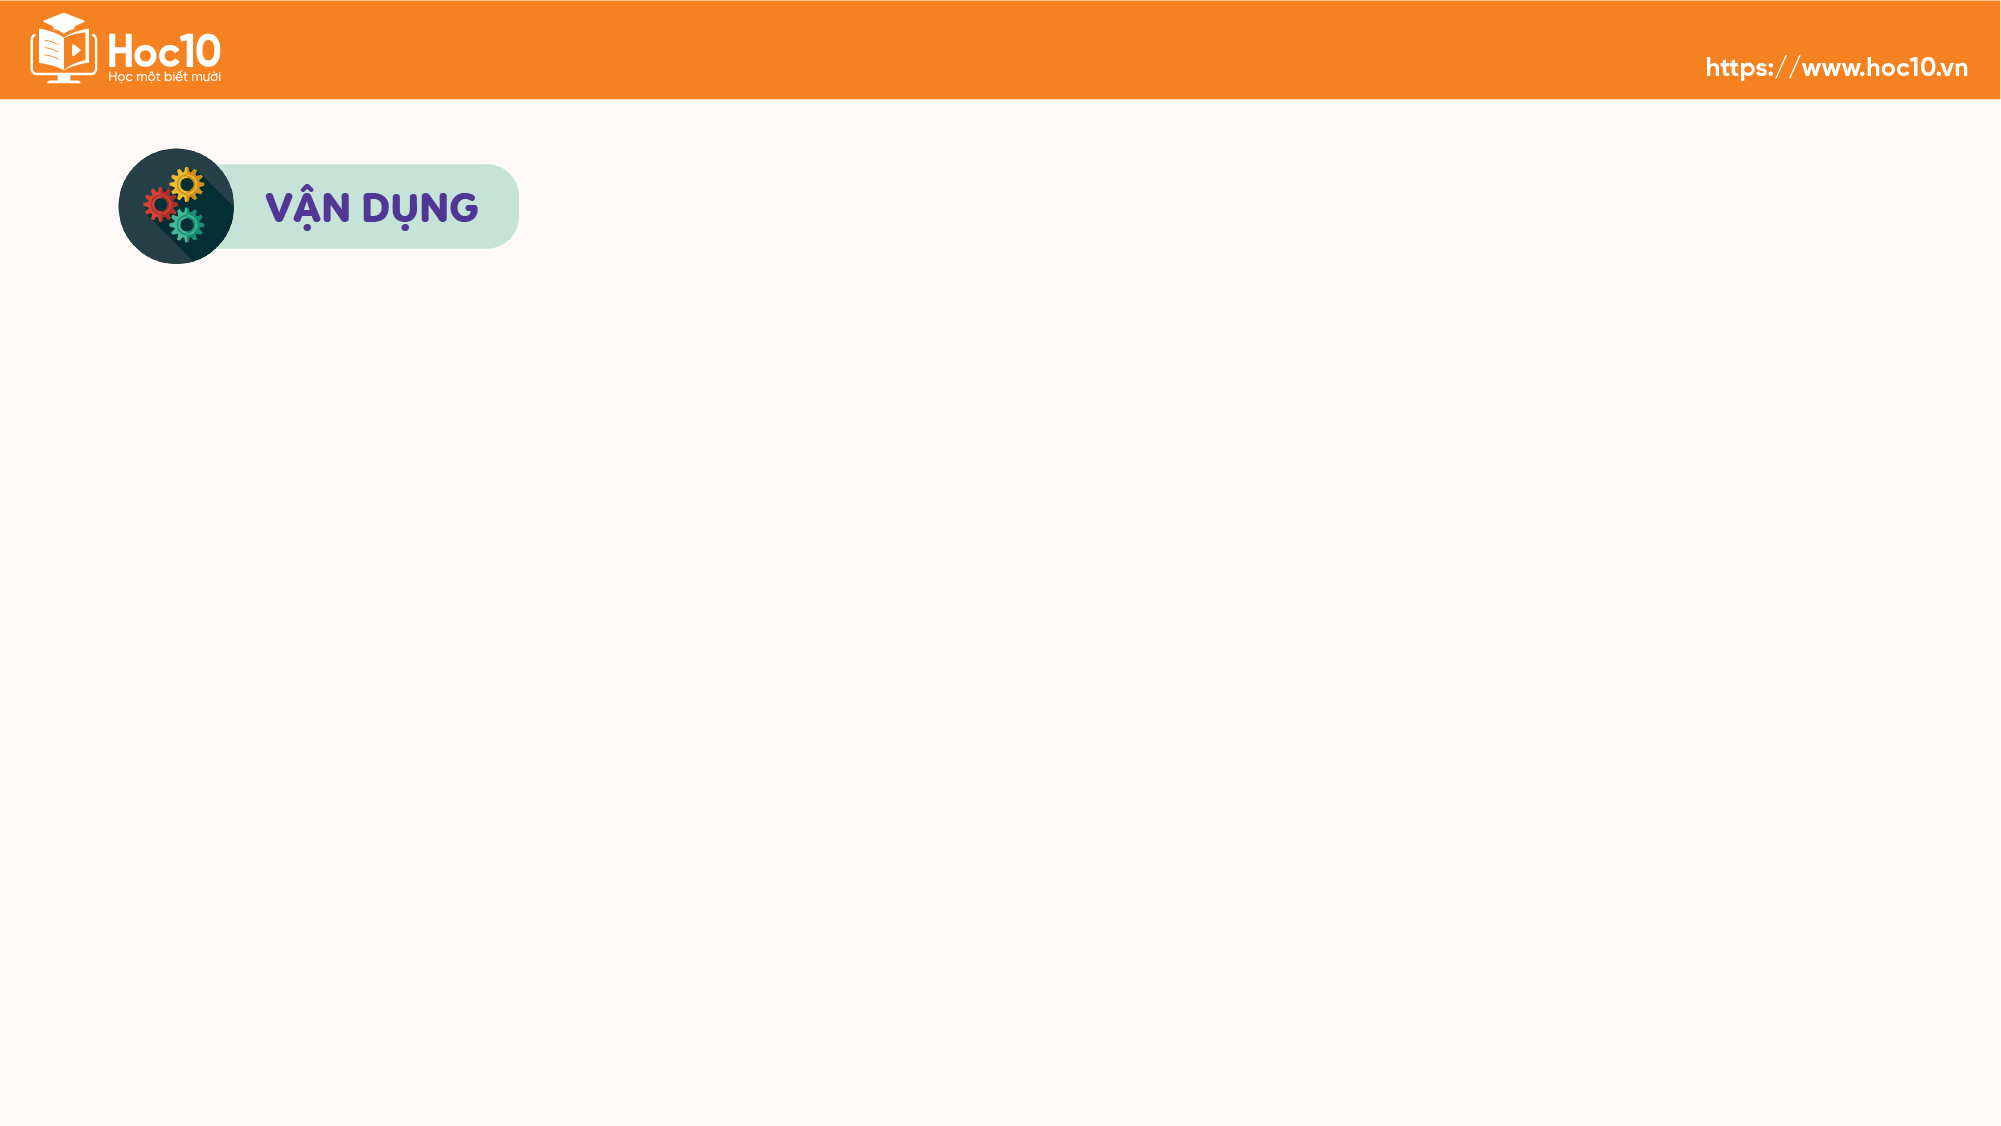 Hoc10
Học một biết mười
https://www.hoc10.vn
VẬN DỤNG